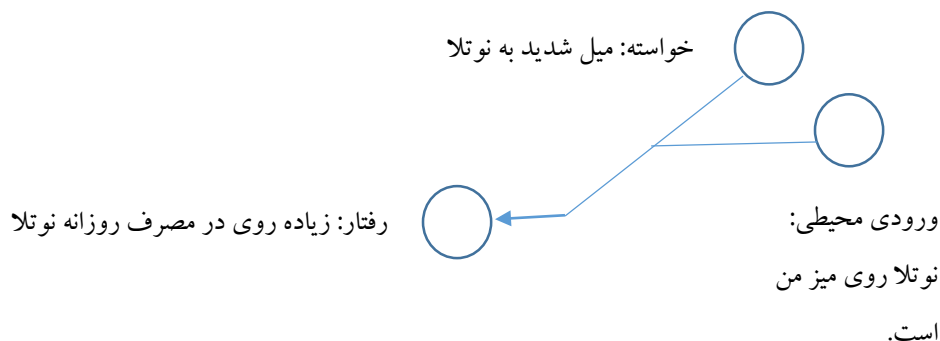 خواسته: میل شدید به نوتلا
رفتار: زیاده روی در مصرف روزانه نوتلا
ورودی محیطی:
نوتلا روی میز من
است.